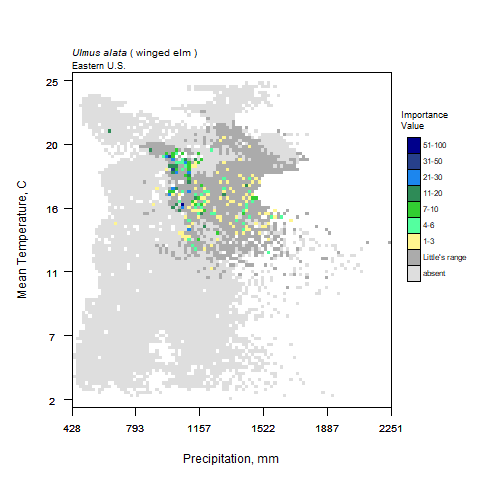 Ulmus alata ( winged elm )
Eastern U.S.
Importance
Value
51-100
31-50
21-30
11-20
7-10
4-6
1-3
Little's range
absent
Mean Temperature, C
25
20
16
11
7
2
428 793 1157 1522 1887 2251
Precipitation, mm